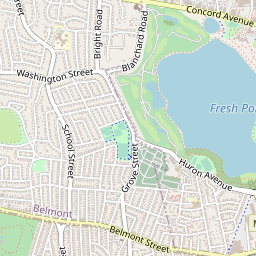 Concord Avenue
Bright Road
Blanchard Road
Washington Street
Fresh Po
School Street
Huron Avenue
Grove Street
Belmont
Belmont Street
Belmont